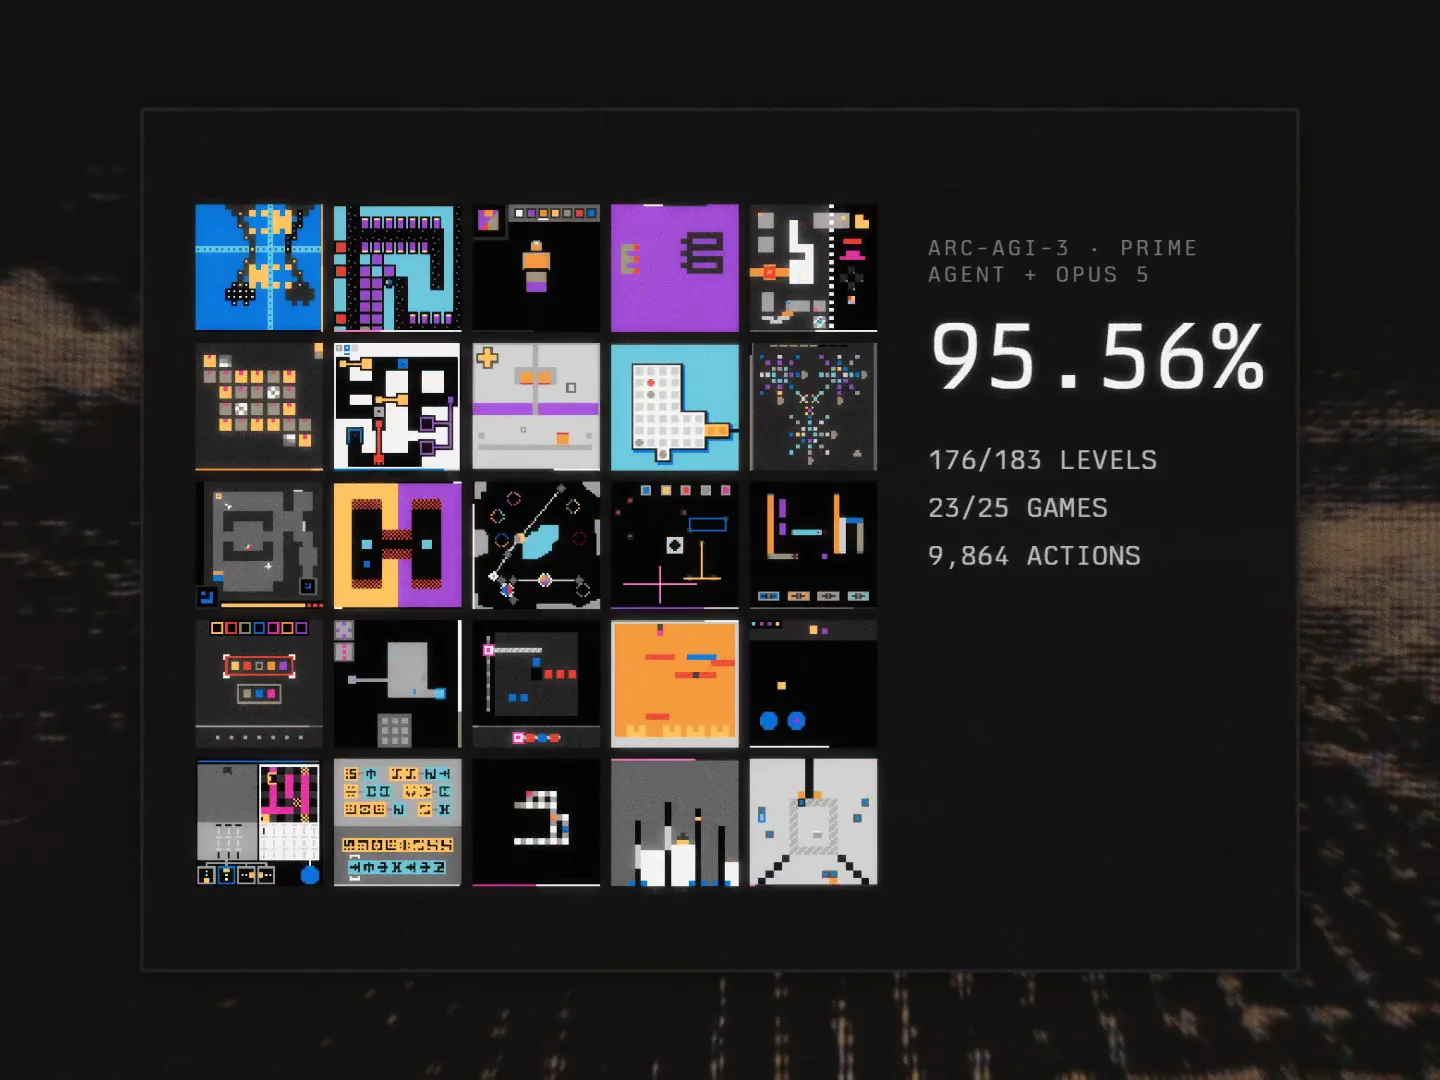 ARC-AGI-3 · PRIME
AGENT + OPUS 5
95.56%
176/183 LEVELS
23/25 GAMES
9,864 ACTIONS